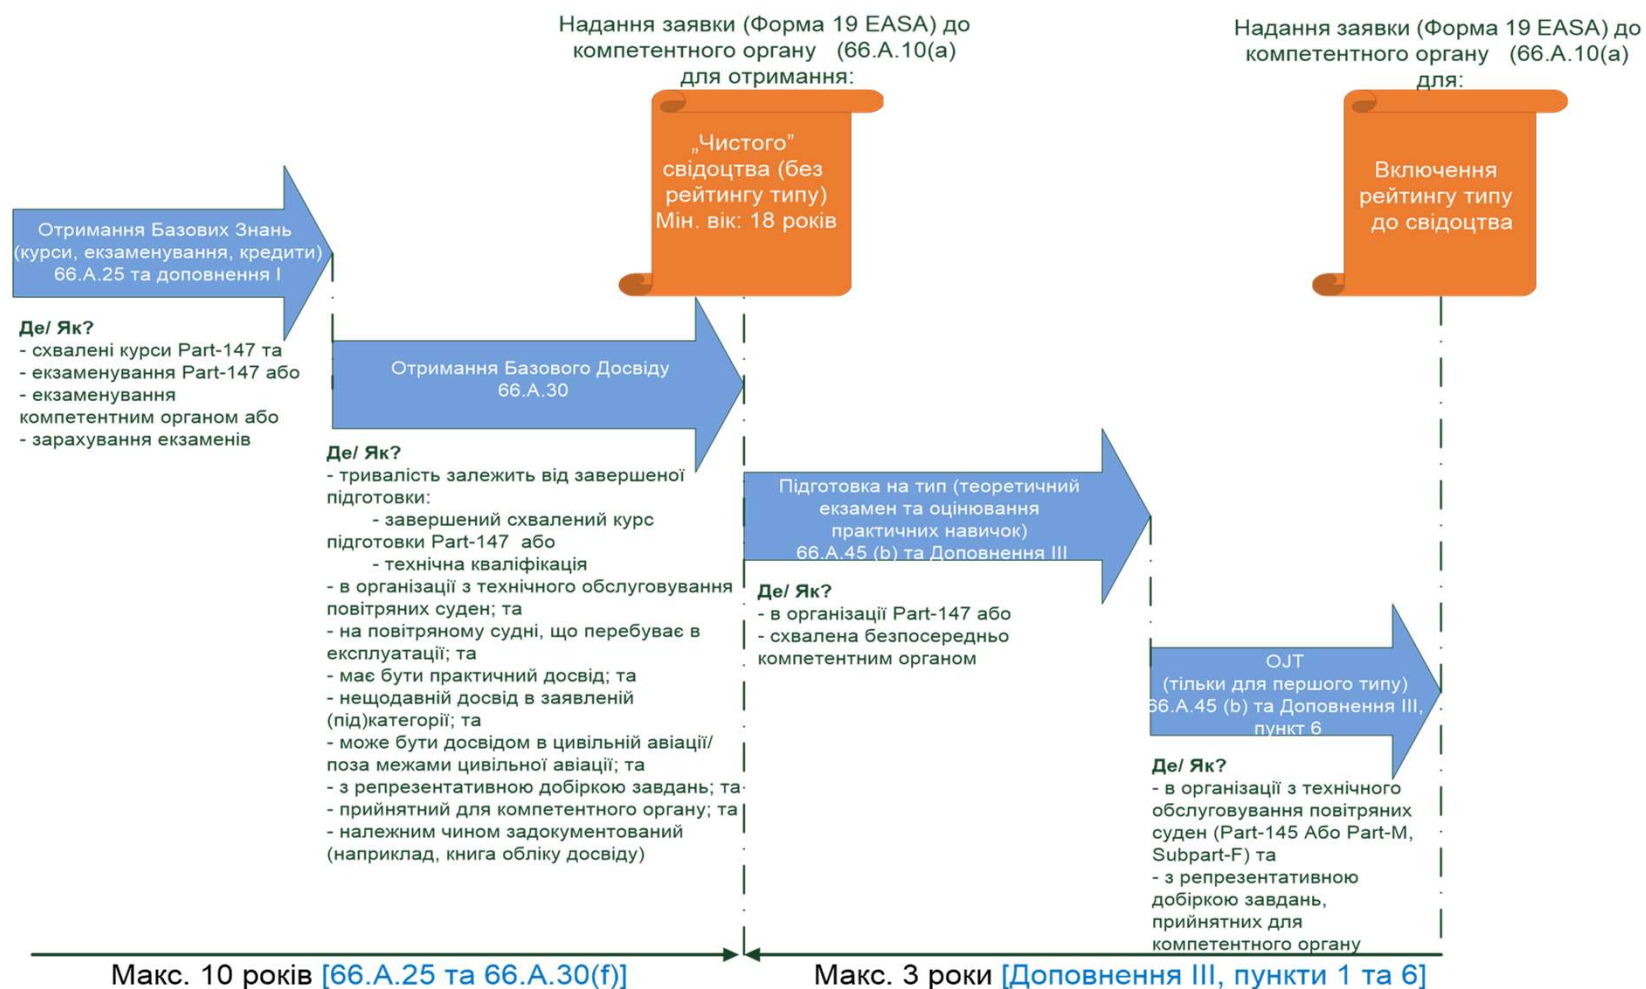 Надання заявки (Форма 19 EASA) до
компетентного органу (66.A.10(a)
для отримання:
Надання заявки (Форма 19 EASA) до
компетентного органу (66.A.10(a)
для:
„Чистого”
свідоцтва (без
рейтингу типу)
Мін. вік: 18 років
Включення
рейтингу типу
до свідоцтва
Отримання Базових Знань
(курси, екзаменування, кредити)
66.A.25 та доповнення I
Де/ Як?
- схвалені курси Part-147 та
- екзаменування Part-147 або
- екзаменування
компетентним органом або
- зарахування екзаменів
Отримання Базового Досвіду
66.A.30
Де/ Як?
- тривалість залежить від завершеної
підготовки:
- завершений схвалений курс
підготовки Part-147 або
- технічна кваліфікація
- в організації з технічного обслуговування
повітряних суден; та
- на повітряному судні, що перебуває в
експлуатації; та
- має бути практичний досвід; та
- нещодавній досвід в заявленій
(під)категорії; та
- може бути досвідом в цивільній авіації/
поза межами цивільної авіації; та
- з репрезентативною добіркою завдань; та
- прийнятний для компетентного органу; та
- належним чином задокументований
(наприклад, книга обліку досвіду)
Підготовка на тип (теоретичний
екзамен та оцінювання
практичних навичок)
66.A.45 (b) та Доповнення III
Де/ Як?
- в організації Part-147 або
- схвалена безпосередньо
компетентним органом
OJT
(тільки для першого типу)
66.A.45 (b) та Доповнення III,
пункт 6
Де/ Як?
- в організації з технічного
обслуговування повітряних
суден (Part-145 Або Part-M,
Subpart-F) та
- з репрезентативною
добіркою завдань,
прийнятних для
компетентного органу
Макс. 10 років [66.A.25 та 66.A.30(f)]
Макс. 3 роки [Доповнення III, пункти 1 та 6]